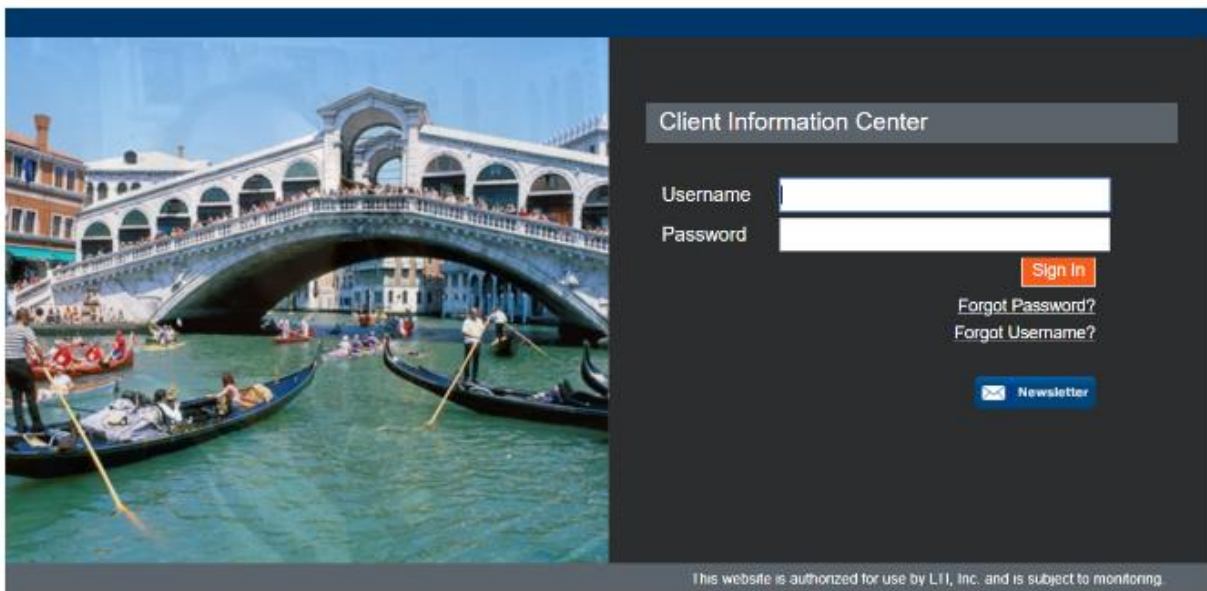 Client Information Center
Username
Password
Sign In
Forgot Password?
Forgot Username?
Newsletter
This website is authorized for use by LTI, Inc. and is subject to monitoring.